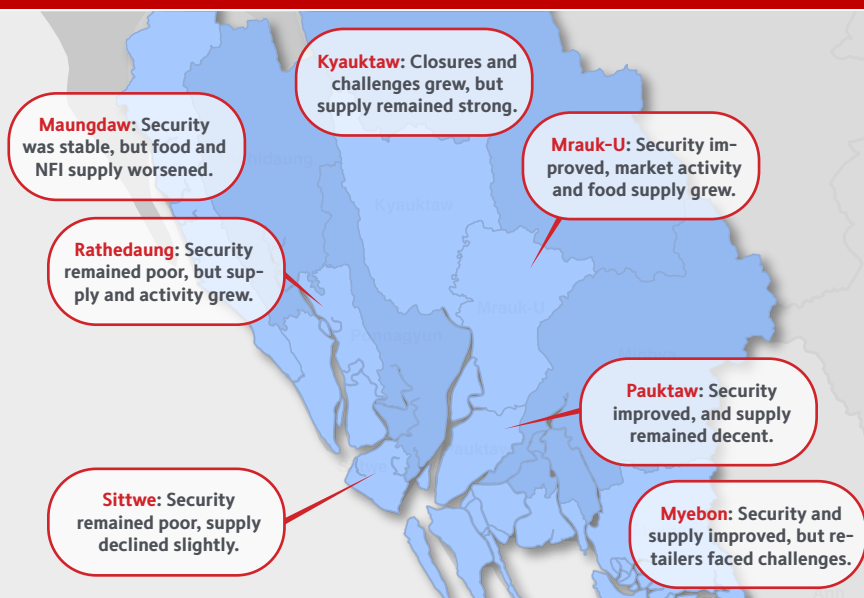 Kyauktaw: Closures and
challenges grew, but
supply remained strong.
Maungdaw: Security
was stable, but food and
NFI supply worsened.
Mrauk-U: Security im-
proved, market activity
and food supply grew.
Kyauktaw
Rathedaung: Security
remained poor, but sup-
ply and activity grew.
Mrauk-U
Ponnagyun
Pauktaw: Security
improved, and supply
remained decent.
Pauktaw
Sittwe: Security
remained poor, supply
declined slightly.
Myebon: Security and
supply improved, but re-
tailers faced challenges.
Ann